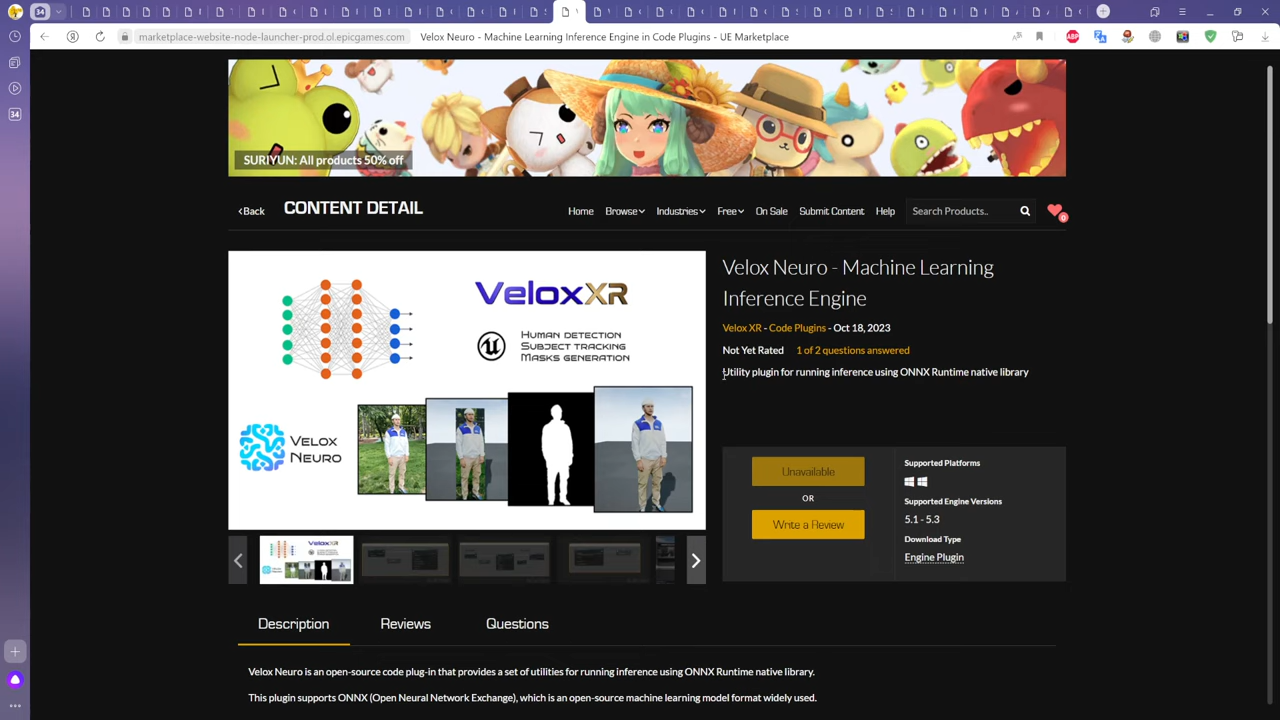 34
marketplace-website-node-launcher-prod.ol.epicgames.com
Velox Neuro - Machine Learning Inference Engine in Code Plugins - UE Marketplace
ABP
34
SURIYUN: All products 50% off
Back
CONTENT DETAIL
Home
Browse
Industries
Free
On Sale
Submit Content
Help
Search Products..
0
VeloxXR
HUMAN DETECTION
SUBJECT TRACKING
MASKS GENERATION
VELOX
NEURO
Velox Neuro - Machine Learning
Inference Engine
Velox XR - Code Plugins - Oct 18, 2023
Not Yet Rated
1 of 2 questions answered
Utility plugin for running inference using ONNX Runtime native library
Unavailable
OR
Write a Review
Supported Platforms
Supported Engine Versions
5.1 - 5.3
Download Type
Engine Plugin
Description
Reviews
Questions
Velox Neuro is an open-source code plug-in that provides a set of utilities for running inference using ONNX Runtime native library.
This plugin supports ONNX (Open Neural Network Exchange), which is an open-source machine learning model format widely used.